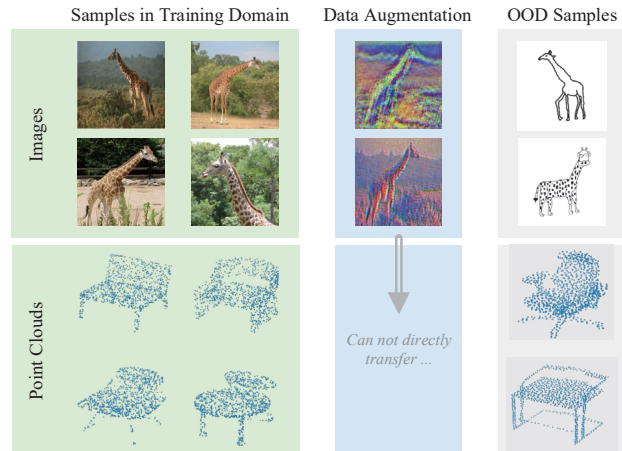 Samples in Training Domain
Data Augmentation
OOD Samples
Images
Point Clouds
Can not directly
transfer ...